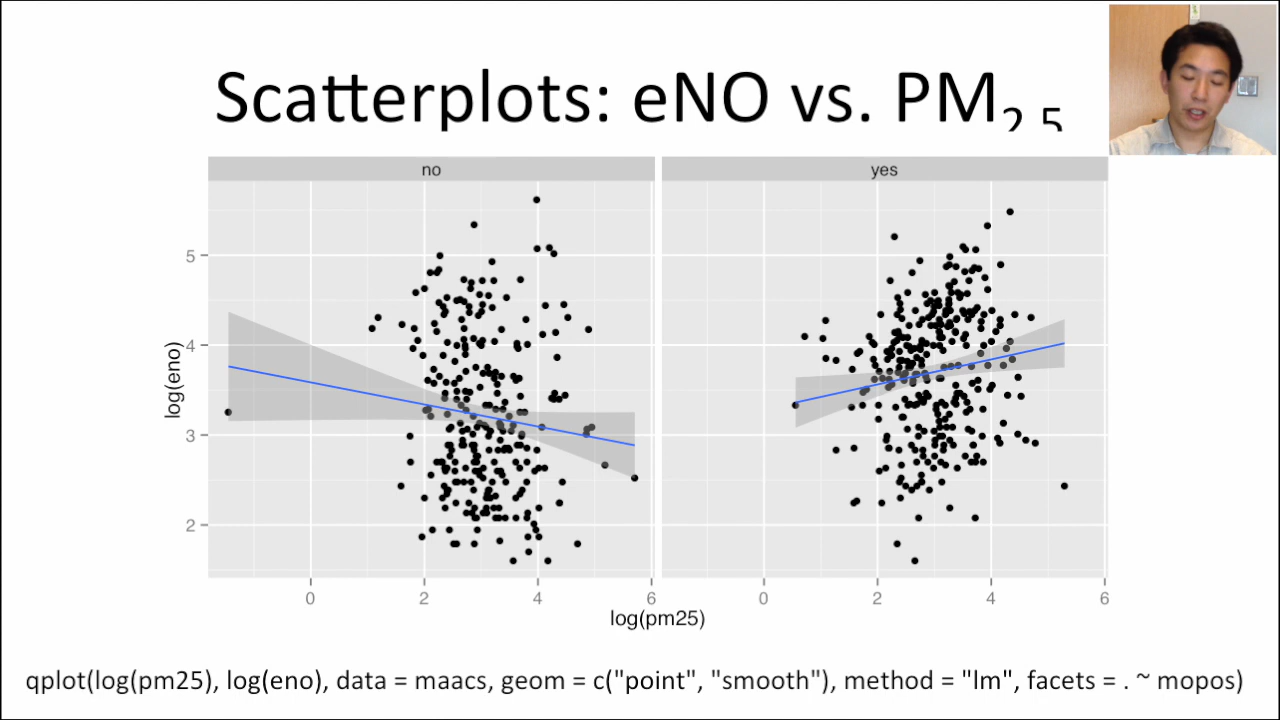 Scatterplots: eNO vs. PM2.5
no yes
5
4
3
2
log(eno)
0 2 4 6 0 2 4 6
log(pm25)
qplot(log(pm25), log(eno), data = maacs, geom = c("point", "smooth"), method = "lm", facets = . ~ mopos)